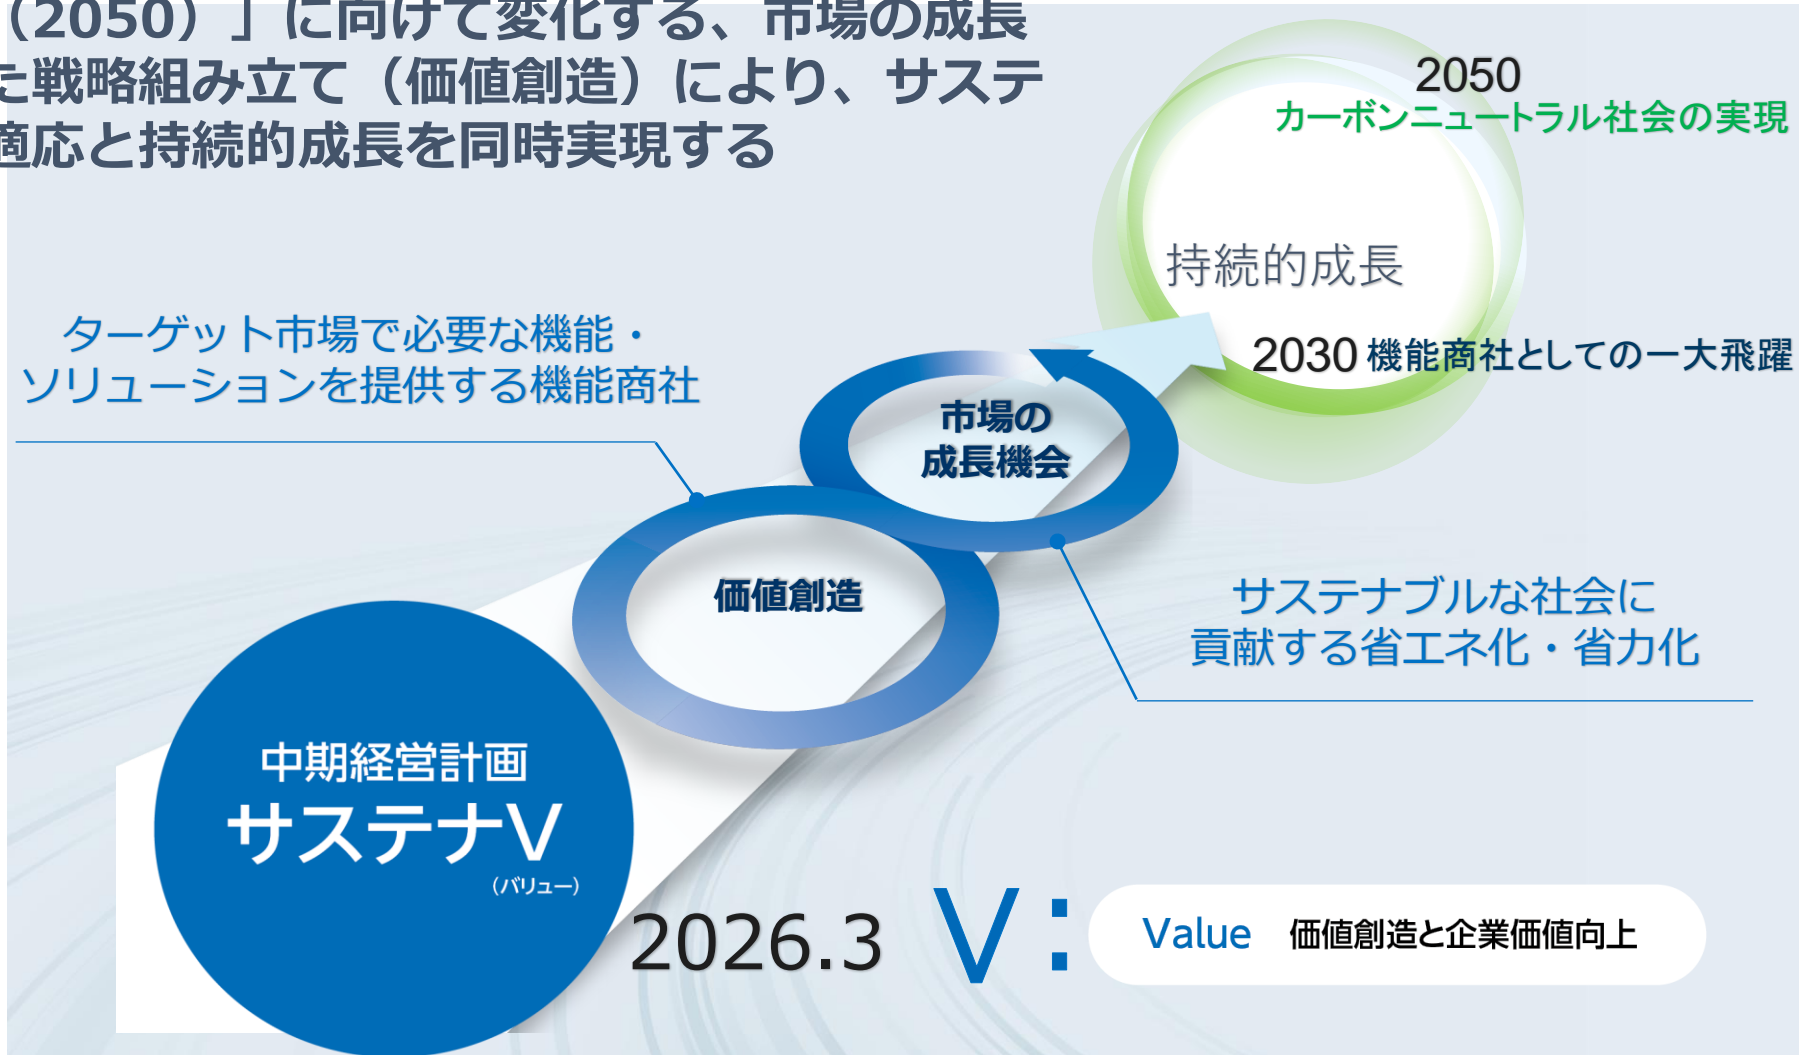 （2050）」に向けて変化する、市場の成長
た戦略組み立て（価値創造）により、サステ
適応と持続的成長を同時実現する
2050
カーボンニュートラル社会の実現
持続的成長
2030 機能商社としての一大飛躍
ターゲット市場で必要な機能・
ソリューションを提供する機能商社
市場の
成長機会
価値創造
サステナブルな社会に
貢献する省エネ化・省力化
中期経営計画
サステナV
（バリュー）
2026.3
V：
Value 価値創造と企業価値向上